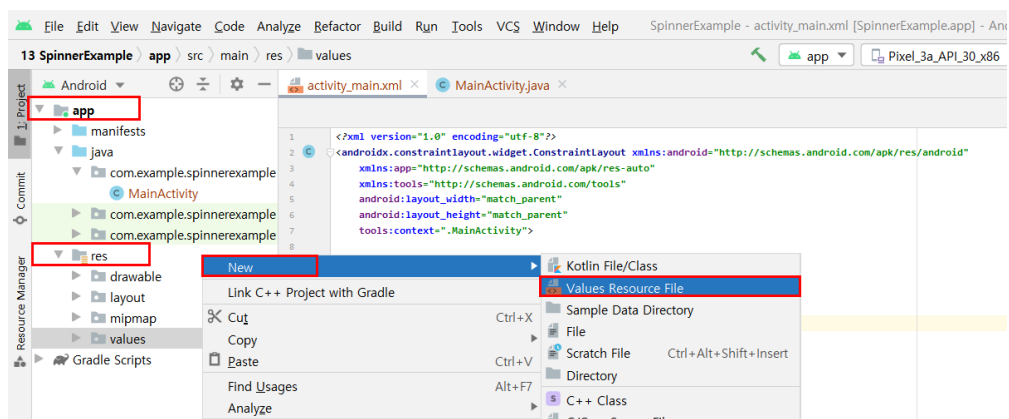 File Edit View Navigate Code Analyze Refactor Build Run Tools VCS Window Help SpinnerExample - activity_main.xml [SpinnerExample.app] - An
13 SpinnerExample app src main res values app Pixel_3a_API_30_x86
Android activity_main.xml MainActivity.java
1: Project
Commit
Resource Manager
app
manifests
java
com.example.spinnerexample
MainActivity
com.example.spinnerexample
com.example.spinnerexample
res
drawable
layout
mipmap
values
Gradle Scripts
1 <?xml version="1.0" encoding="utf-8"?>
2 <androidx.constraintlayout.widget.ConstraintLayout xmlns:android="http://schemas.android.com/apk/res/android"
3 xmlns:app="http://schemas.android.com/apk/res-auto"
4 xmlns:tools="http://schemas.android.com/tools"
5 android:layout_width="match_parent"
6 android:layout_height="match_parent"
7 tools:context=".MainActivity">
8
New
Link C++ Project with Gradle
Cut Ctrl+X
Copy
Paste Ctrl+V
Find Usages Alt+F7
Analyze
Kotlin File/Class
Values Resource File
Sample Data Directory
File
Scratch File Ctrl+Alt+Shift+Insert
Directory
C++ Class